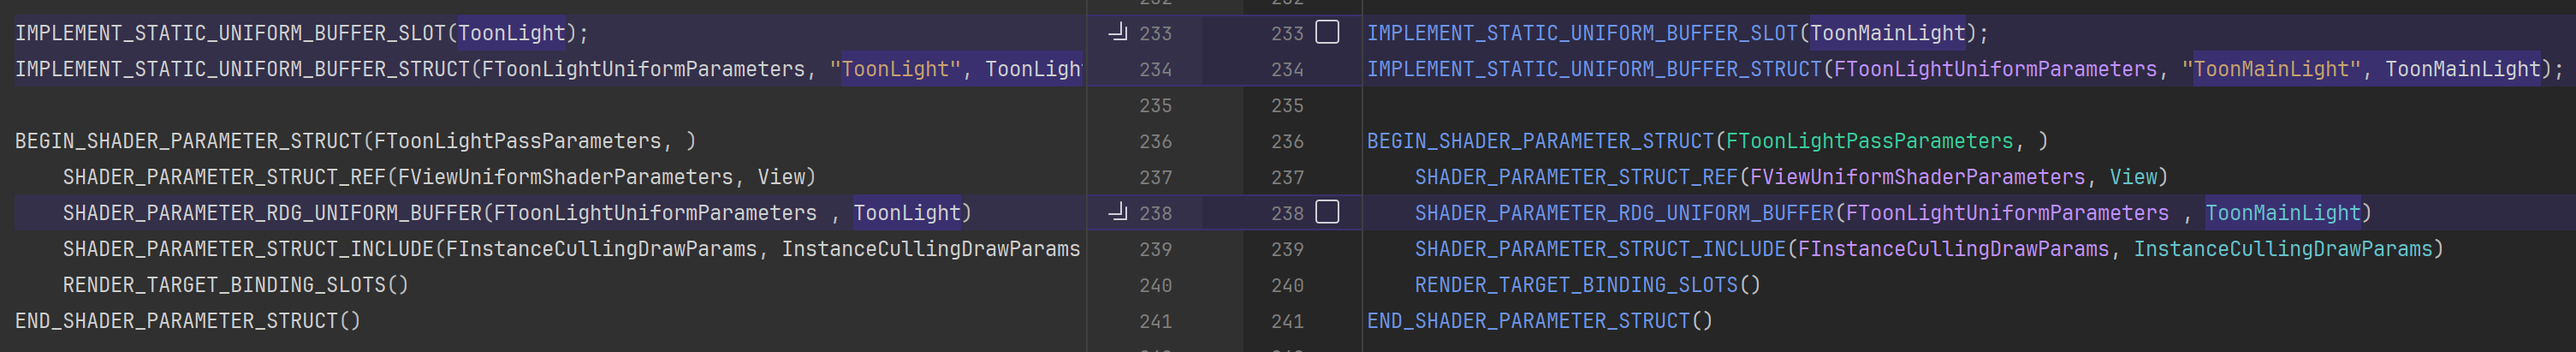 IMPLEMENT_STATIC_UNIFORM_BUFFER_SLOT(ToonLight);
IMPLEMENT_STATIC_UNIFORM_BUFFER_STRUCT(FToonLightUniformParameters, "ToonLight", ToonLigh
BEGIN_SHADER_PARAMETER_STRUCT(FToonLightPassParameters, )
    SHADER_PARAMETER_STRUCT_REF(FViewUniformShaderParameters, View)
    SHADER_PARAMETER_RDG_UNIFORM_BUFFER(FToonLightUniformParameters , ToonLight)
    SHADER_PARAMETER_STRUCT_INCLUDE(FInstanceCullingDrawParams, InstanceCullingDrawParams
    RENDER_TARGET_BINDING_SLOTS()
END_SHADER_PARAMETER_STRUCT()
233 233
234 234
235 235
236 236
237 237
238 238
239 239
240 240
241 241
IMPLEMENT_STATIC_UNIFORM_BUFFER_SLOT(ToonMainLight);
IMPLEMENT_STATIC_UNIFORM_BUFFER_STRUCT(FToonLightUniformParameters, "ToonMainLight", ToonMainLight);
BEGIN_SHADER_PARAMETER_STRUCT(FToonLightPassParameters, )
    SHADER_PARAMETER_STRUCT_REF(FViewUniformShaderParameters, View)
    SHADER_PARAMETER_RDG_UNIFORM_BUFFER(FToonLightUniformParameters , ToonMainLight)
    SHADER_PARAMETER_STRUCT_INCLUDE(FInstanceCullingDrawParams, InstanceCullingDrawParams)
    RENDER_TARGET_BINDING_SLOTS()
END_SHADER_PARAMETER_STRUCT()